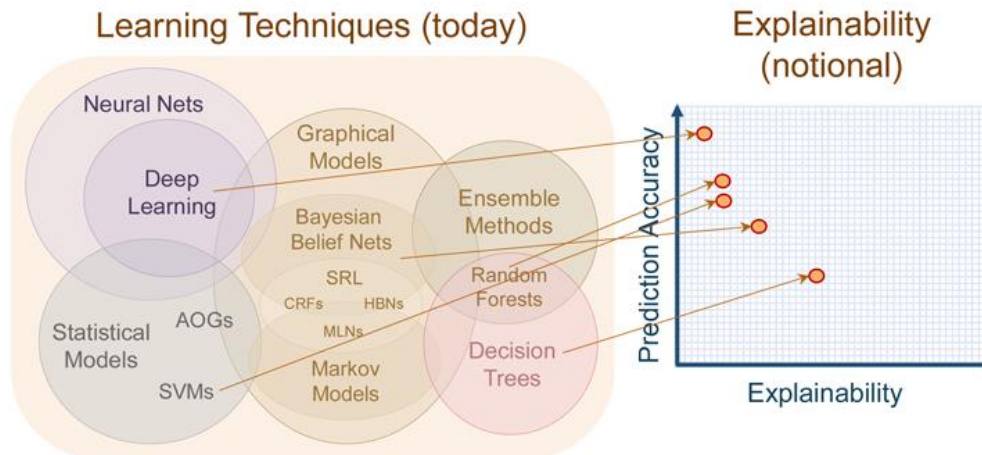 Learning Techniques (today)
Explainability
(notional)
Neural Nets
Graphical
Models
Deep
Learning
Ensemble
Methods
Bayesian
Belief Nets
SRL
Random
Forests
CRFs
HBNs
AOGs
MLNs
Statistical
Models
Decision
Trees
Markov
Models
SVMs
Prediction Accuracy
Explainability